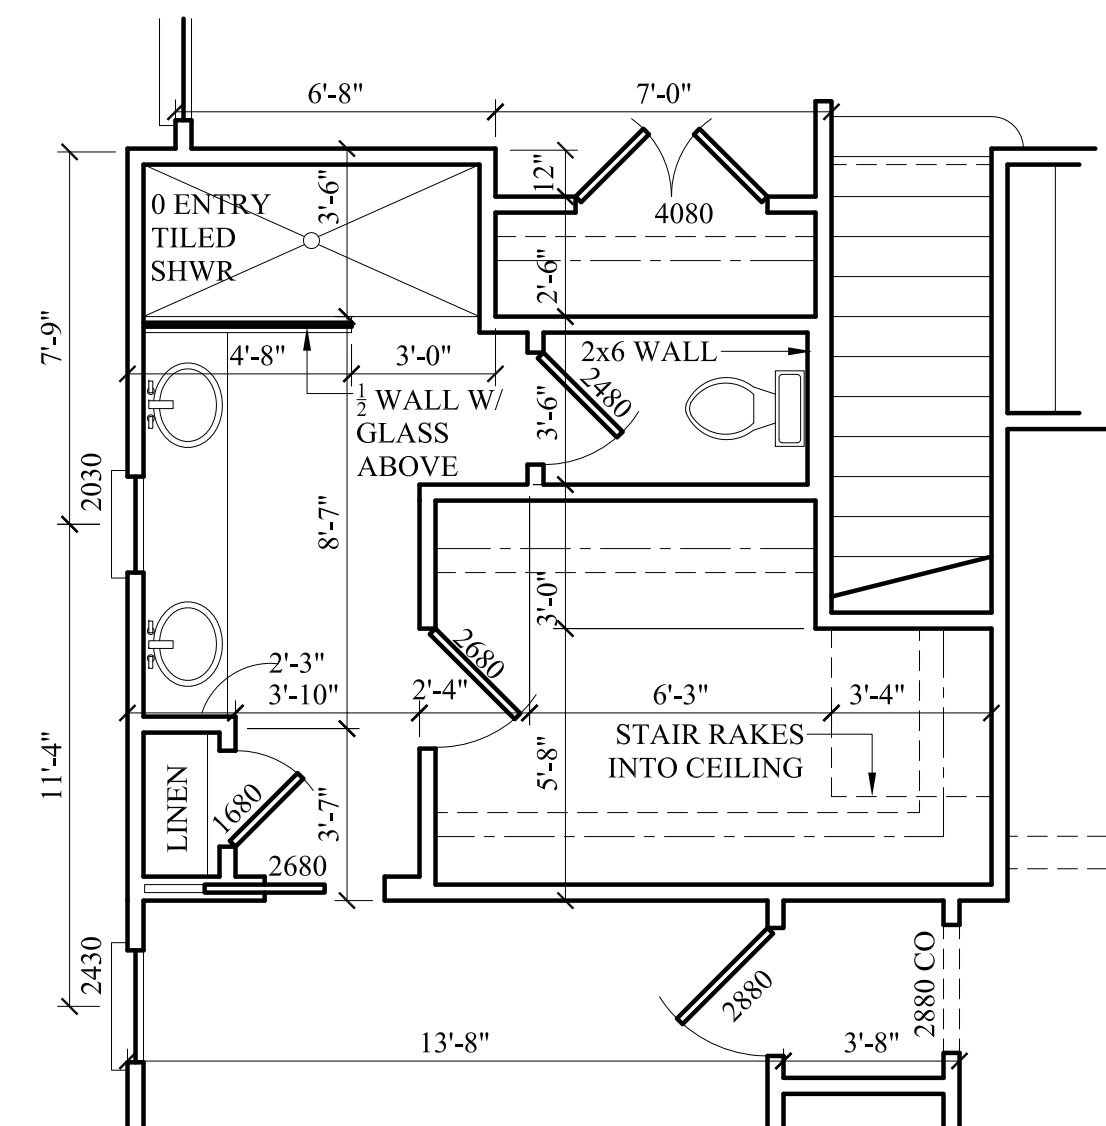 6'-8"
7'-0"
12"
3'-6"
0 ENTRY
TILED
SHWR
4080
2'-6"
7'-9"
4'-8"
3'-0"
2x6 WALL
2480
3'-6"
½ WALL W/
GLASS
ABOVE
2030
8'-7"
3'-0"
2680
2'-3"
3'-10"
2'-4"
6'-3"
3'-4"
STAIR RAKES
INTO CEILING
11'-4"
5'-8"
LINEN
1680
3'-7"
2680
2430
2880
2880 CO
13'-8"
3'-8"